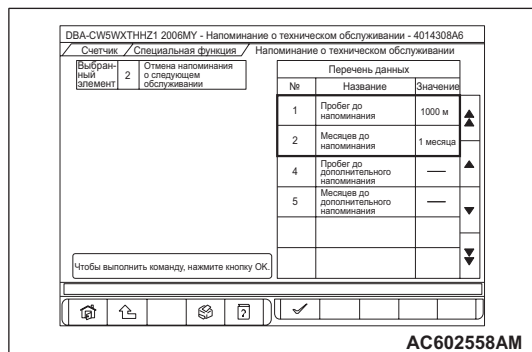 DBA-CW5WXTHHZ1 2006MY - Напоминание о техническом обслуживании - 4014308A6
Счетчик / Специальная функция / Напоминание о техническом обслуживании
Выбран-
ный
элемент
2
Отмена напоминания
о следующем
обслуживании
Перечень данных
№ Название Значение
1
Пробег до
напоминания
1000 м
2
Месяцев до
напоминания
1 месяца
4
Пробег до
дополнительного
напоминания
—
5
Месяцев до
дополнительного
напоминания
—
Чтобы выполнить команду, нажмите кнопку OK.
?
AC602558AM